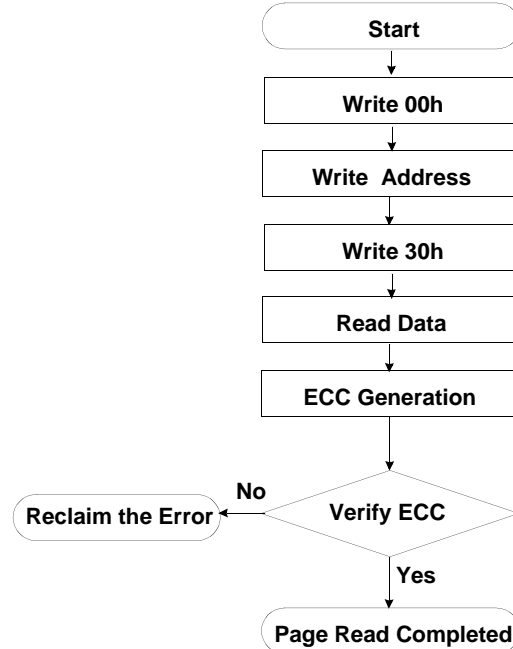 Start
Write 00h
Write Address
Write 30h
Read Data
ECC Generation
No
Reclaim the Error
Verify ECC
Yes
Page Read Completed